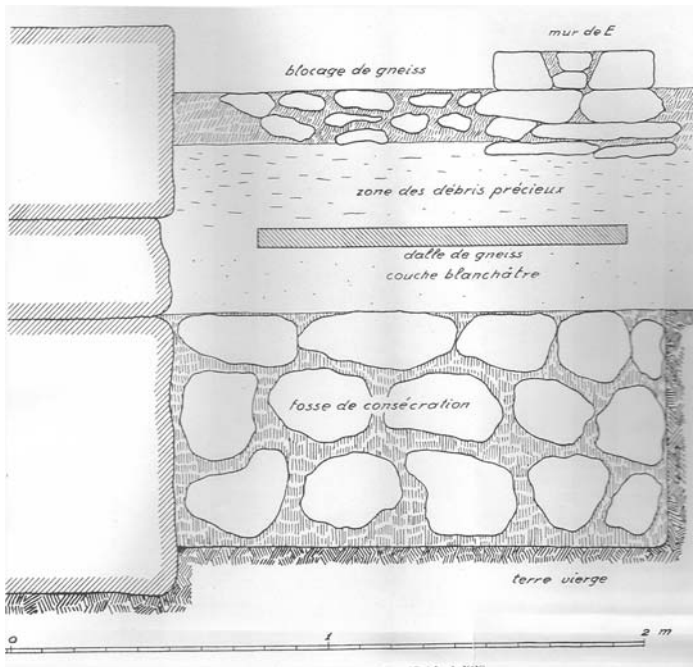 mur de E
blocage de gneiss
zone des débris précieux
dalle de gneiss
couche blanchâtre
fosse de consécration
terre vierge
0 1 2 m